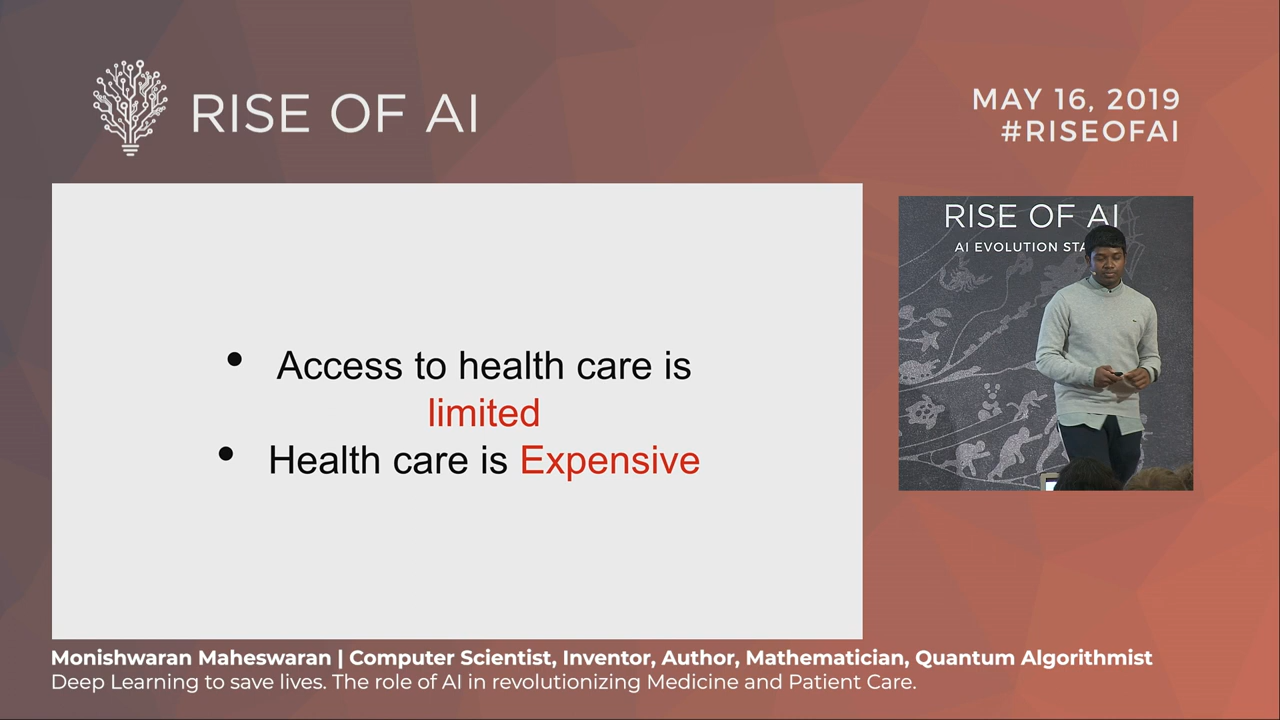 RISE OF AI
MAY 16, 2019
#RISEOFAI
• Access to health care is
limited
• Health care is Expensive
RISE OF AI
AI EVOLUTION STA
Monishwaran Maheswaran | Computer Scientist, Inventor, Author, Mathematician, Quantum Algorithmist
Deep Learning to save lives. The role of AI in revolutionizing Medicine and Patient Care.